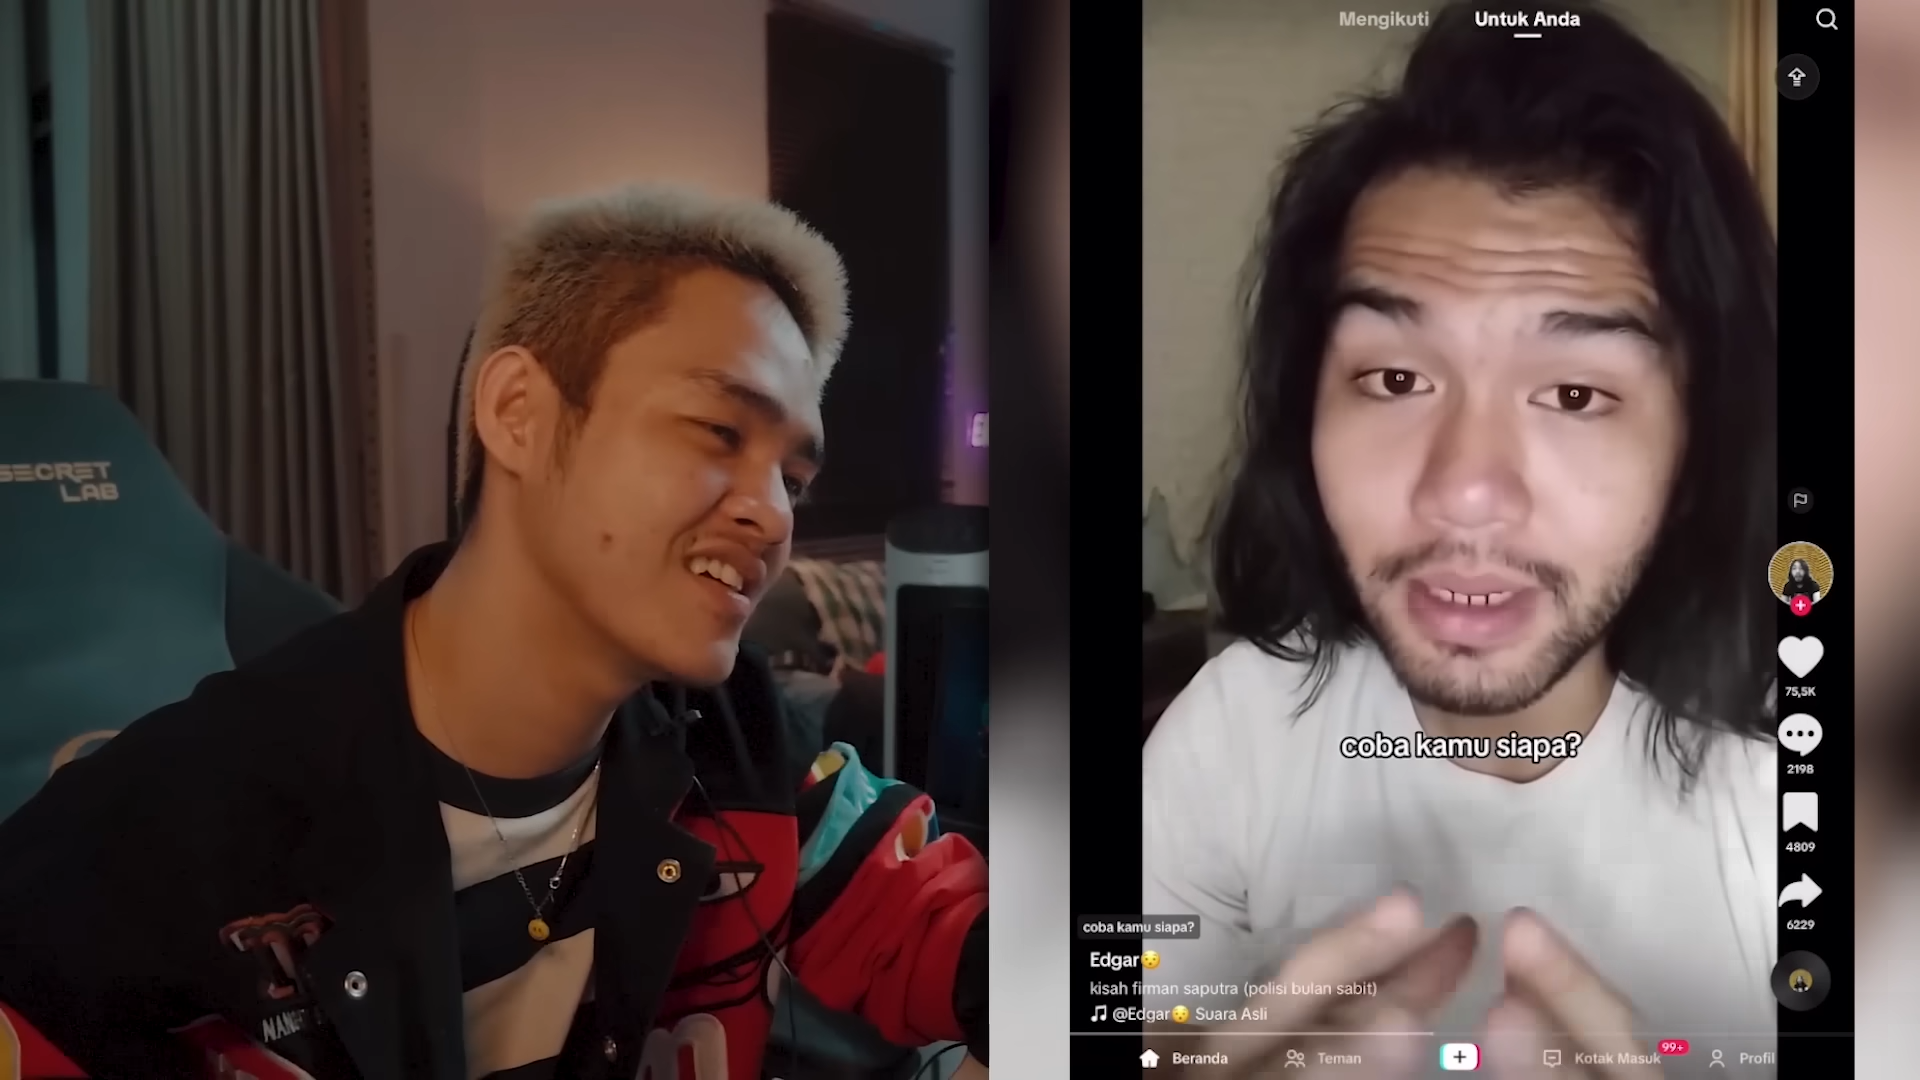 SECRET
LAB
Mengikuti
Untuk Anda
75,5K
2198
4809
6229
coba kamu siapa?
coba kamu siapa?
Edgar😔
kisah firman saputra (polisi bulan sabit)
@Edgar😔 Suara Asli
Beranda
Teman
Kotak Masuk
99+
Profil